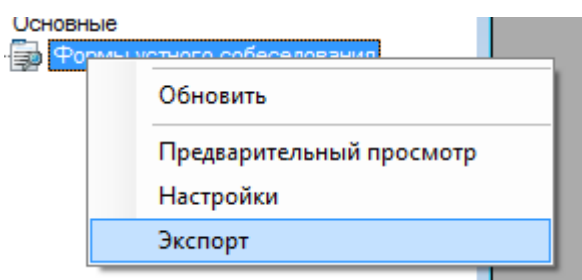 Основные
Формы устного собеседования
Обновить
Предварительный просмотр
Настройки
Экспорт